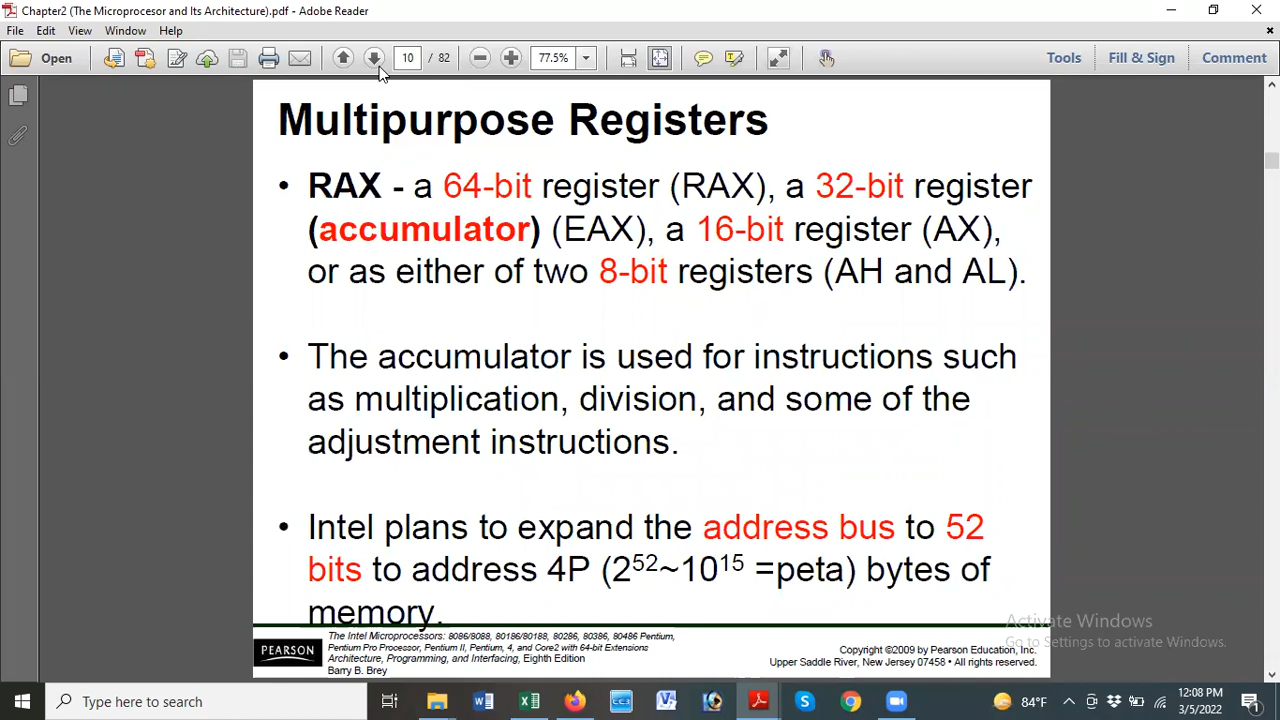 Chapter2 (The Microprocesor and Its Architecture).pdf - Adobe Reader
File Edit View Window Help
Open 10 / 82 77.5% Tools Fill & Sign Comment
Multipurpose Registers
• RAX - a 64-bit register (RAX), a 32-bit register
(accumulator) (EAX), a 16-bit register (AX),
or as either of two 8-bit registers (AH and AL).
• The accumulator is used for instructions such
as multiplication, division, and some of the
adjustment instructions.
• Intel plans to expand the address bus to 52
bits to address 4P (2⁵²~10¹⁵ =peta) bytes of
memory.
PEARSON
The Intel Microprocessors: 8086/8088, 80186/80188, 80286, 80386, 80486 Pentium,
Pentium Pro Processor, Pentium II, Pentium, 4, and Core2 with 64-bit Extensions
Architecture, Programming, and Interfacing, Eighth Edition
Barry B. Brey
Copyright ©2009 by Pearson Education, Inc.
Upper Saddle River, New Jersey 07458 • All rights reserved.
Activate Windows
Go to Settings to activate Windows.
Type here to search
CC3
84°F
12:08 PM
3/5/2022
1